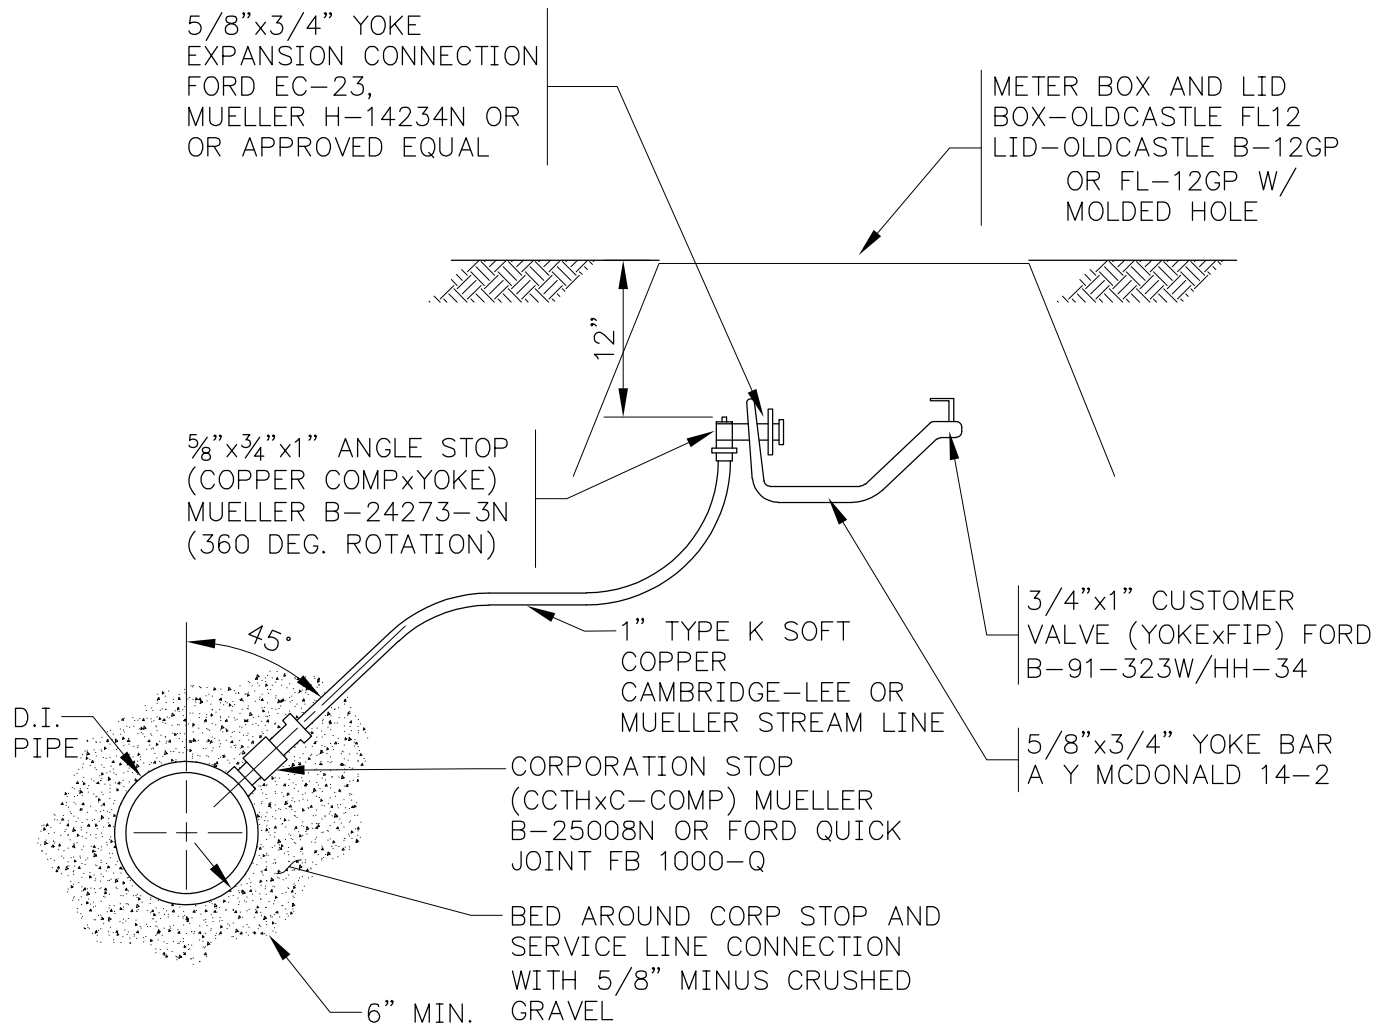 5/8"x3/4" YOKE
EXPANSION CONNECTION
FORD EC-23,
MUELLER H-14234N OR
OR APPROVED EQUAL
METER BOX AND LID
BOX-OLDCASTLE FL12
LID-OLDCASTLE B-12GP
OR FL-12GP W/
MOLDED HOLE
12"
5/8"x3/4"x1" ANGLE STOP
(COPPER COMPxYOKE)
MUELLER B-24273-3N
(360 DEG. ROTATION)
3/4"x1" CUSTOMER
VALVE (YOKExFIP) FORD
B-91-323W/HH-34
45°
1" TYPE K SOFT
COPPER
CAMBRIDGE-LEE OR
MUELLER STREAM LINE
D.I.
PIPE
5/8"x3/4" YOKE BAR
A Y MCDONALD 14-2
CORPORATION STOP
(CCTHxC-COMP) MUELLER
B-25008N OR FORD QUICK
JOINT FB 1000-Q
BED AROUND CORP STOP AND
SERVICE LINE CONNECTION
WITH 5/8" MINUS CRUSHED
GRAVEL
6" MIN.